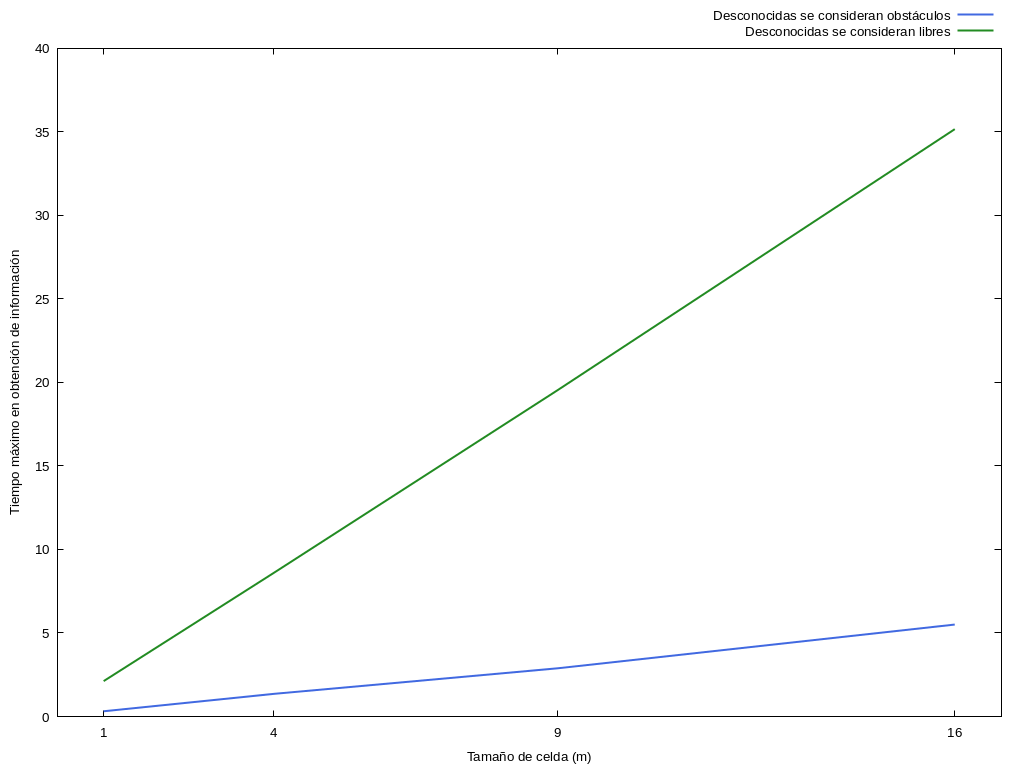 Desconocidas se consideran obstáculos
Desconocidas se consideran libres
40
35
30
25
20
15
10
5
0
Tiempo máximo en obtención de información
1 4 9 16
Tamaño de celda (m)